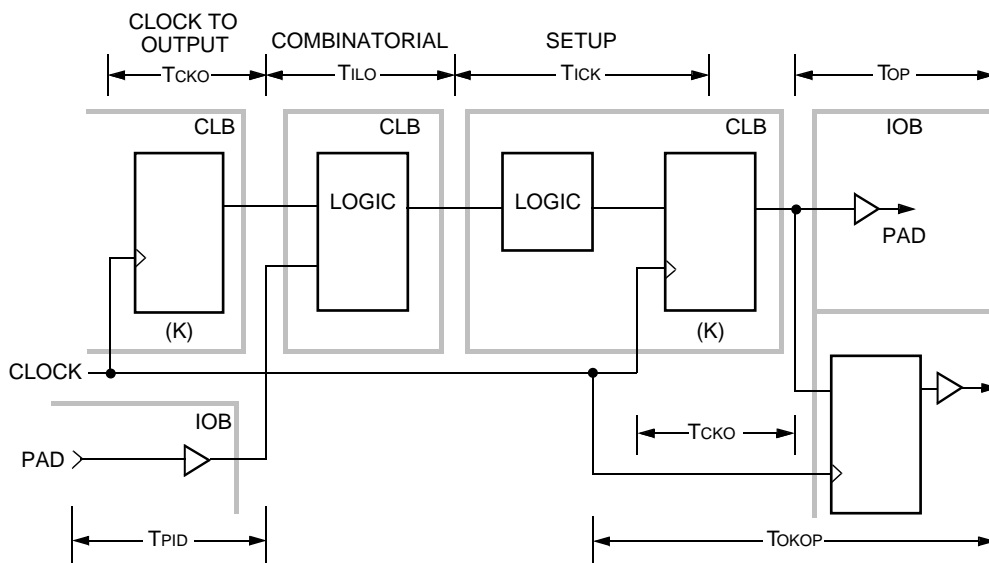 CLOCK TO
OUTPUT
COMBINATORIAL
SETUP
TCKO
TILO
TICK
TOP
CLB
CLB
CLB
IOB
LOGIC
LOGIC
PAD
(K)
(K)
CLOCK
IOB
TCKO
PAD
TPID
TOKOP